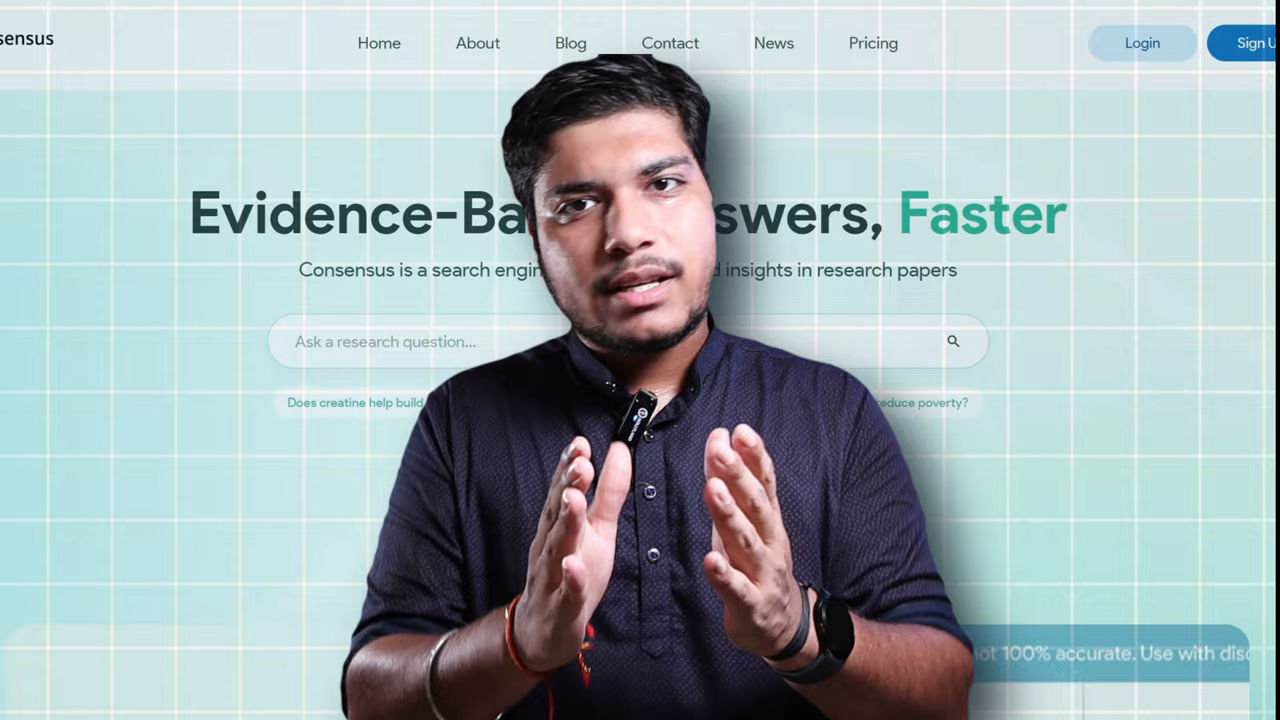 sensus
Home About Blog Contact News Pricing Login Sign U
Evidence-Ba swers, Faster
Consensus is a search engin d insights in research papers
Ask a research question...
Does creatine help build educe poverty?
ot 100% accurate. Use with disc